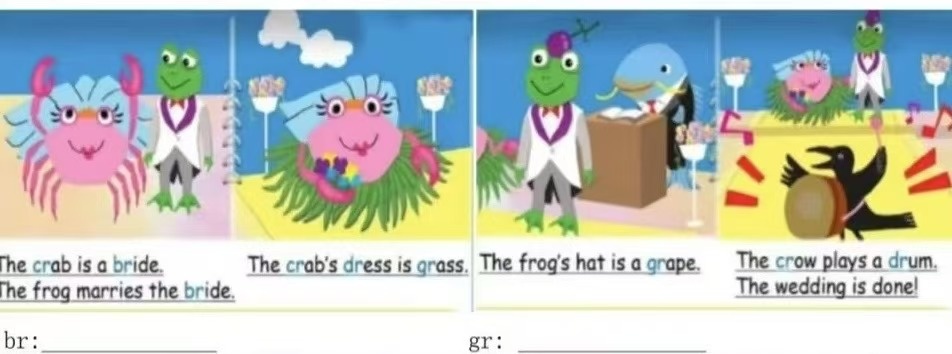 The crab is a bride.
The frog marries the bride.
The crab's dress is grass.
The frog's hat is a grape.
The crow plays a drum.
The wedding is done!
br:
gr: